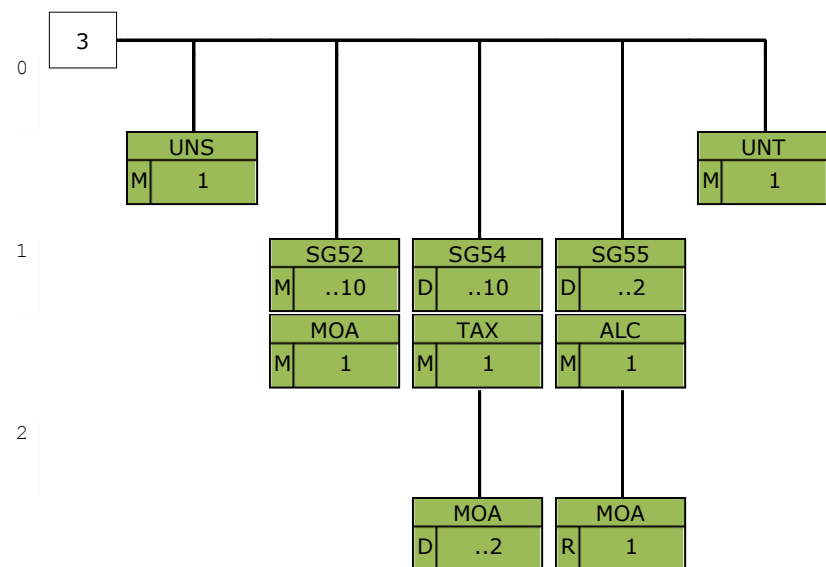 3
0
UNS
M 1
UNT
M 1
1
SG52
M ..10
SG54
D ..10
SG55
D ..2
MOA
M 1
TAX
M 1
ALC
M 1
2
MOA
D ..2
MOA
R 1